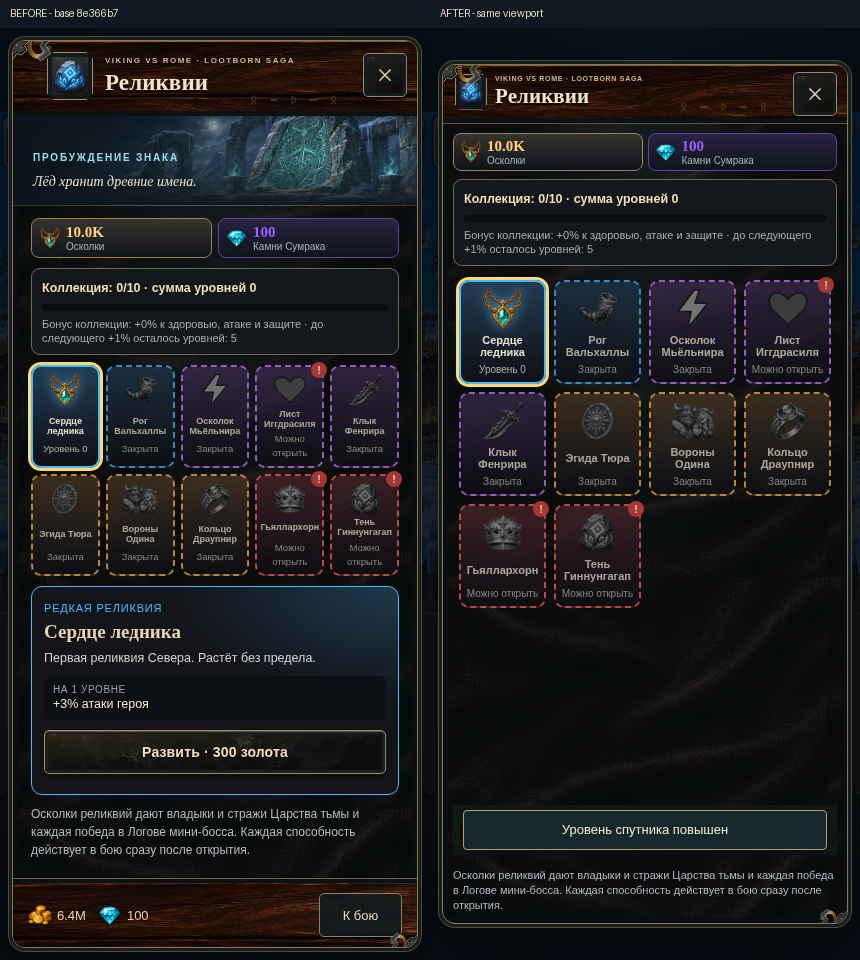 BEFORE - base 8e366b7
VIKING VS ROME · LOOTBORN SAGA
Реликвии
ПРОБУЖДЕНИЕ ЗНАКА
Лёд хранит древние имена.
10.0K
Осколки
100
Камни Сумрака
Коллекция: 0/10 · сумма уровней 0
Бонус коллекции: +0% к здоровью, атаке и защите · до
следующего +1% осталось уровней: 5
Сердце
ледника
Уровень 0
Рог
Вальхаллы
Закрыта
Осколок
Мьёльнира
Закрыта
!
Лист
Иггдрасиля
Можно
открыть
Клык
Фенрира
Закрыта
Эгида Тюра
Закрыта
Вороны
Одина
Закрыта
Кольцо
Драупнир
Закрыта
!
Гьяллархорн
Можно
открыть
!
Тень
Гиннунгагап
Можно
открыть
РЕДКАЯ РЕЛИКВИЯ
Сердце ледника
Первая реликвия Севера. Растёт без предела.
НА 1 УРОВНЕ
+3% атаки героя
Развить · 300 золота
Осколки реликвий дают владыки и стражи Царства тьмы и
каждая победа в Логове мини-босса. Каждая способность
действует в бою сразу после открытия.
6.4M
100
К бою
AFTER - same viewport
VIKING VS ROME · LOOTBORN SAGA
Реликвии
10.0K
Осколки
100
Камни Сумрака
Коллекция: 0/10 · сумма уровней 0
Бонус коллекции: +0% к здоровью, атаке и защите · до следующего
+1% осталось уровней: 5
Сердце
ледника
Уровень 0
Рог
Вальхаллы
Закрыта
Осколок
Мьёльнира
Закрыта
!
Лист
Иггдрасиля
Можно открыть
Клык
Фенрира
Закрыта
Эгида Тюра
Закрыта
Вороны
Одина
Закрыта
Кольцо
Драупнир
Закрыта
!
Гьяллархорн
Можно открыть
!
Тень
Гиннунгагап
Можно открыть
Уровень спутника повышен
Осколки реликвий дают владыки и стражи Царства тьмы и каждая победа
в Логове мини-босса. Каждая способность действует в бою сразу после
открытия.